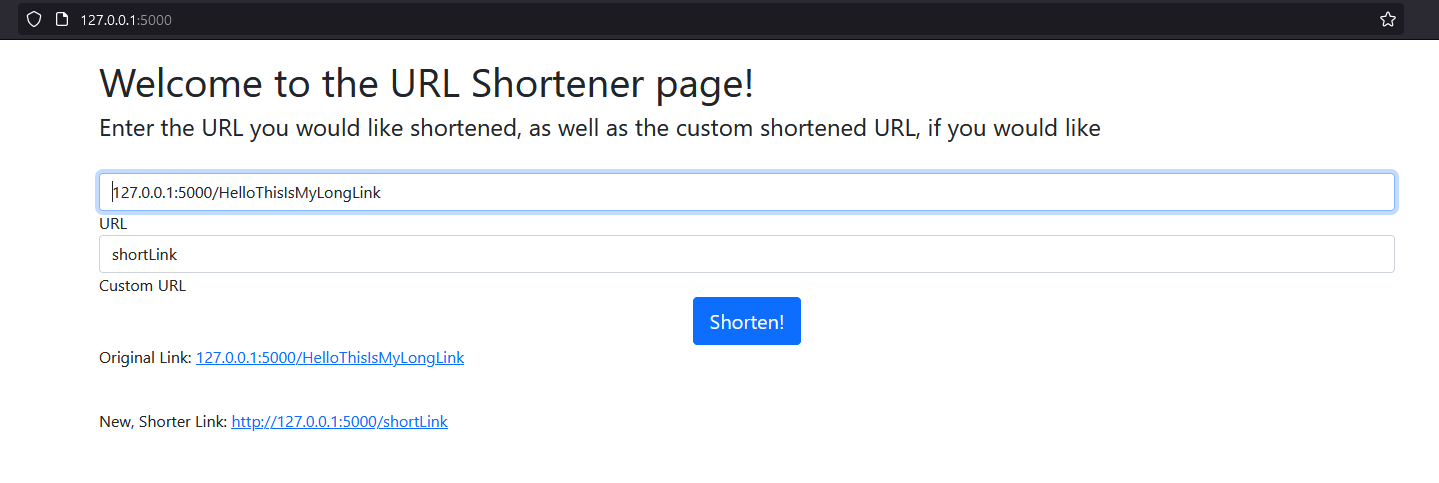 127.0.0.1:5000
Welcome to the URL Shortener page!
Enter the URL you would like shortened, as well as the custom shortened URL, if you would like
127.0.0.1:5000/HelloThisIsMyLongLink
URL
shortLink
Custom URL
Shorten!
Original Link: 127.0.0.1:5000/HelloThisIsMyLongLink
New, Shorter Link: http://127.0.0.1:5000/shortLink